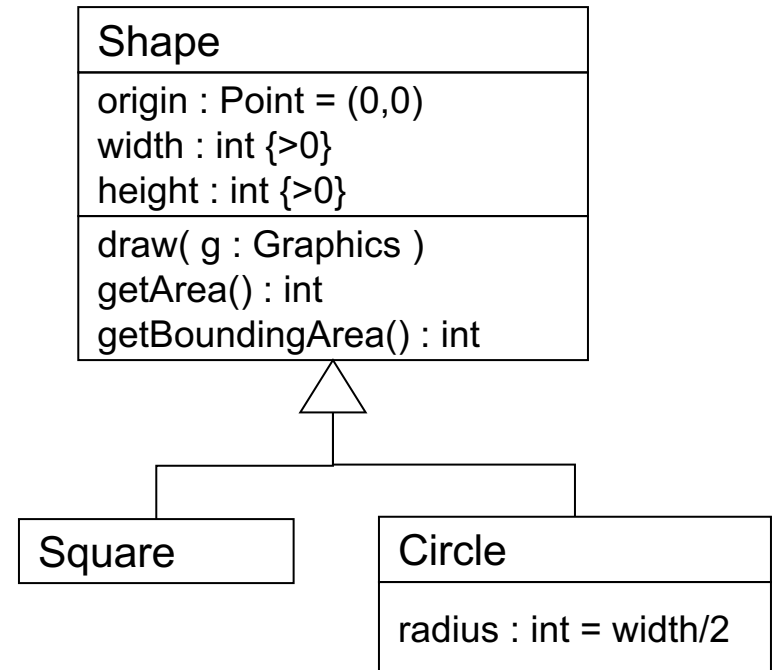 Shape
origin : Point = (0,0)
width : int {>0}
height : int {>0}
draw( g : Graphics )
getArea() : int
getBoundingArea() : int
Square
Circle
radius : int = width/2